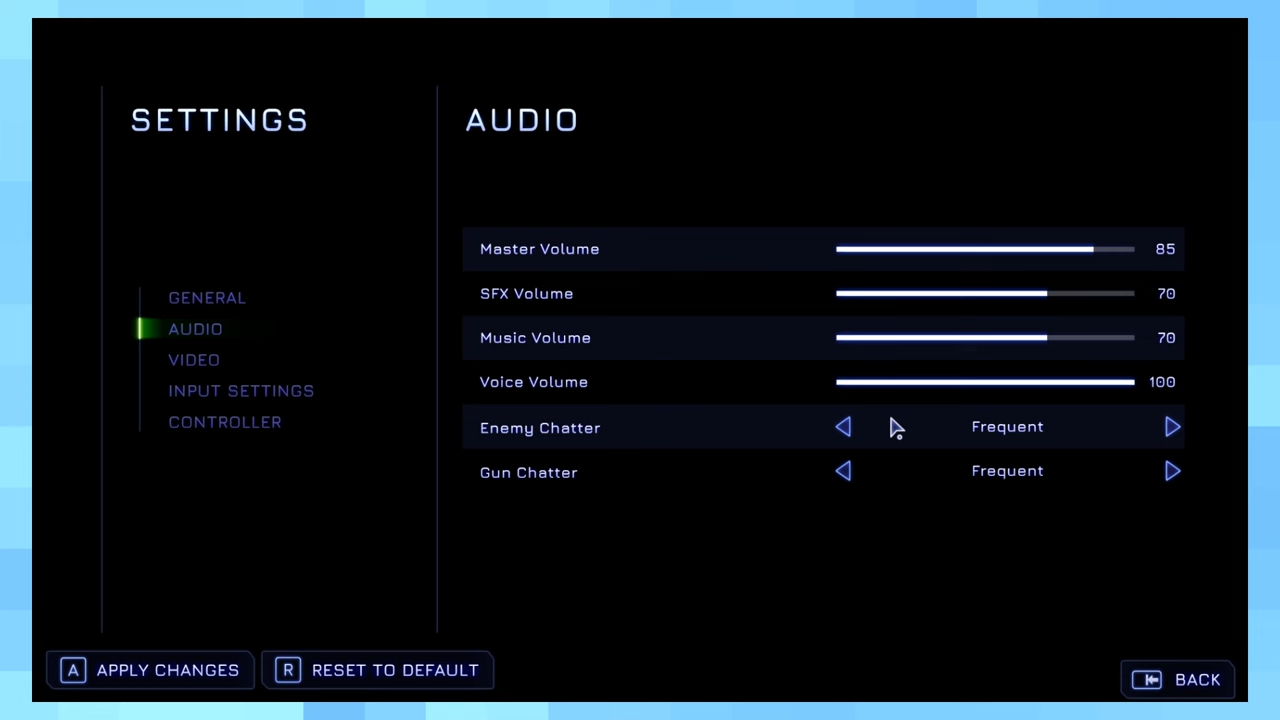 SETTINGS
AUDIO
GENERAL
AUDIO
VIDEO
INPUT SETTINGS
CONTROLLER
Master Volume 85
SFX Volume 70
Music Volume 70
Voice Volume 100
Enemy Chatter Frequent
Gun Chatter Frequent
A APPLY CHANGES
R RESET TO DEFAULT
BACK